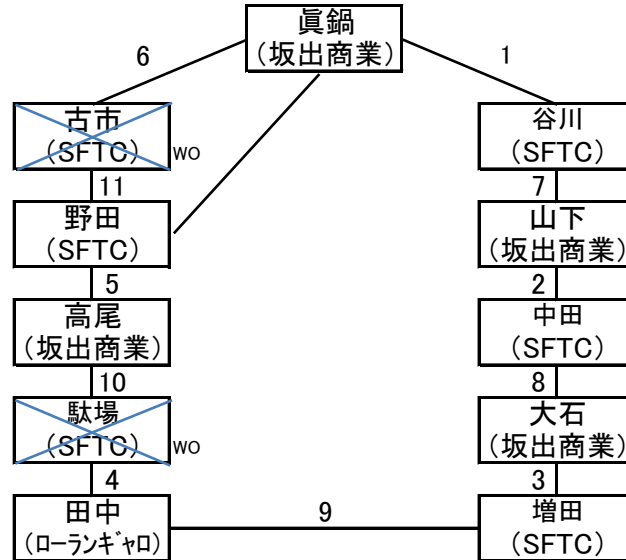 眞鍋
(坂出商業)
6
1
古市
(SFTC)
wo
谷川
(SFTC)
11
7
野田
(SFTC)
山下
(坂出商業)
5
2
高尾
(坂出商業)
中田
(SFTC)
10
8
駄場
(SFTC)
wo
大石
(坂出商業)
4
3
田中
(ローランギャロ)
9
増田
(SFTC)